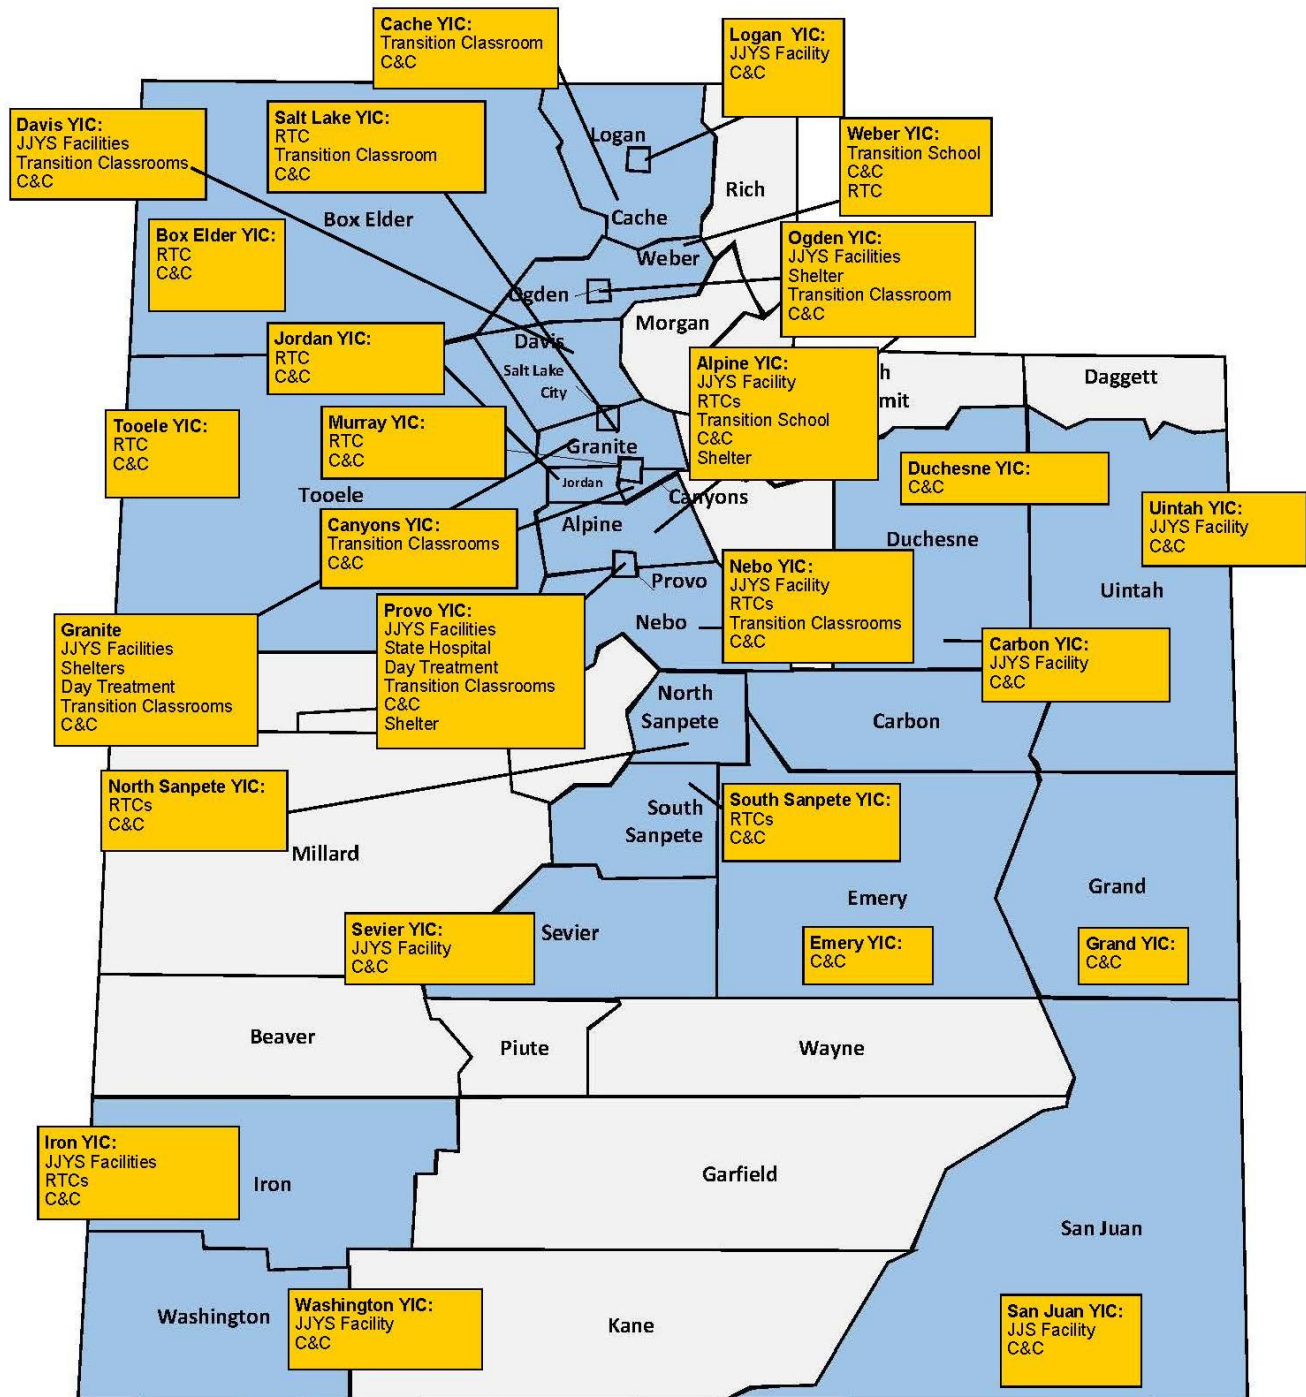 Cache YIC:
Transition Classroom
C&C
Logan YIC:
JJYS Facility
C&C
Davis YIC:
JJYS Facilities
Transition Classrooms
C&C
Salt Lake YIC:
RTC
Transition Classroom
C&C
Weber YIC:
Transition School
C&C
RTC
Logan
Rich
Cache
Box Elder
Box Elder YIC:
RTC
C&C
Weber
Ogden YIC:
JJYS Facilities
Shelter
Transition Classroom
C&C
Ogden
Morgan
Jordan YIC:
RTC
C&C
Davis
Salt Lake
City
Alpine YIC:
JJYS Facility
RTCs
Transition School
C&C
Shelter
h
mit
Daggett
Tooele YIC:
RTC
C&C
Murray YIC:
RTC
C&C
Granite
Duchesne YIC:
C&C
Tooele
Jordan
Canyons
Uintah YIC:
JJYS Facility
C&C
Canyons YIC:
Transition Classrooms
C&C
Alpine
Duchesne
Nebo YIC:
JJYS Facility
RTCs
Transition Classrooms
C&C
Provo
Uintah
Granite
JJYS Facilities
Shelters
Day Treatment
Transition Classrooms
C&C
Provo YIC:
JJYS Facilities
State Hospital
Day Treatment
Transition Classrooms
C&C
Shelter
Nebo
Carbon YIC:
JJYS Facility
C&C
North
Sanpete
Carbon
North Sanpete YIC:
RTCs
C&C
South
Sanpete
South Sanpete YIC:
RTCs
C&C
Millard
Emery
Grand
Sevier YIC:
JJYS Facility
C&C
Sevier
Emery YIC:
C&C
Grand YIC:
C&C
Beaver
Piute
Wayne
Iron YIC:
JJYS Facilities
RTCs
C&C
Iron
Garfield
San Juan
Washington
Washington YIC:
JJYS Facility
C&C
Kane
San Juan YIC:
JJS Facility
C&C